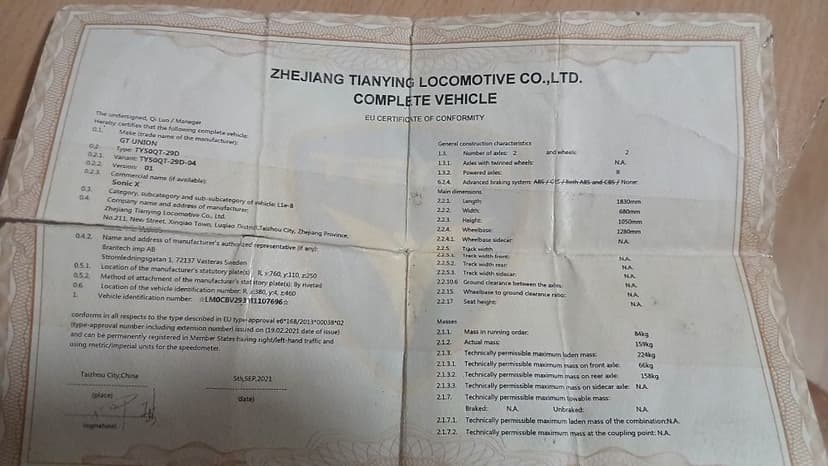 ZHEJIANG TIANYING LOCOMOTIVE CO.,LTD.
COMPLETE VEHICLE
EU CERTIFICATE OF CONFORMITY
The undersigned, Qi Luo / Maneger
Hereby certifies that the following complete vehicle:
0.1. Make (trade name of the manufacturer):
GT UNION
0.2. Type: TY50QT-29D
0.2.1. Variant: TY50QT-29D-04
0.2.2. Version: 01
0.2.3. Commercial name (if available):
Sonic X
0.3. Category, subcategory and sub-subcategory of vehicle: L1e-B
0.4. Company name and address of manufacturer:
Zhejiang Tianying Locomotive Co., Ltd.
No.211, New Street, Xinqiao Town, Luqiao District,Taizhou City, Zhejiang Province,
0.4.2. Name and address of manufacturer's authorized representative (if any):
Brantech imp AB
Stromledningsgatan 1, 72137 Vasteras Sweden
0.5.1. Location of the manufacturer's statutory plate(s): R, x:760, y:110, z:250
0.5.2. Method of attachment of the manufacturer's statutory plate(s): By riveted
0.6. Location of the vehicle identification number: R, x:380, y:4, z:460
1. Vehicle identification number: ☆LM0CBV293M1107696☆
conforms in all respects to the type described in EU type-approval e6*168/2013*00038*02
(type-approval number including extension number) issued on (19.02.2021 date of issue)
and can be permanently registered in Member States having right/left-hand traffic and
using metric/imperial units for the speedometer.
Taizhou City,China
5th,SEP,2021
(place)
(date)
(signature)
General construction characteristics
1.3. Number of axles: 2 and wheels: 2
1.3.1. Axles with twinned wheels: N.A.
1.3.2. Powered axles: R
6.2.4. Advanced braking system: ABS / CBS / Both ABS and CBS / None:
Main dimensions
2.2.1. Length: 1830mm
2.2.2. Width: 680mm
2.2.3. Height: 1050mm
2.2.4. Wheelbase: 1280mm
2.2.4.1. Wheelbase sidecar: N.A.
2.2.5. Track width
2.2.5.1. Track width front: N.A.
2.2.5.2. Track width rear: N.A.
2.2.5.3. Track width sidecar: N.A.
2.2.10.6 Ground clearance between the axles: N.A.
2.2.15. Wheelbase to ground clearance ratio: N.A.
2.2.17 Seat height: N.A.
Masses
2.1.1. Mass in running order: 84kg
2.1.2. Actual mass: 159kg
2.1.3. Technically permissible maximum laden mass: 224kg
2.1.3.1. Technically permissible maximum mass on front axle: 66kg
2.1.3.2. Technically permissible maximum mass on rear axle: 158kg
2.1.3.3. Technically permissible maximum mass on sidecar axle: N.A.
2.1.7. Technically permissible maximum towable mass:
Braked: N.A Unbraked: N.A.
2.1.7.1. Technically permissible maximum laden mass of the combination:N.A.
2.1.7.2. Technically permissible maximum mass at the coupling point: N.A.